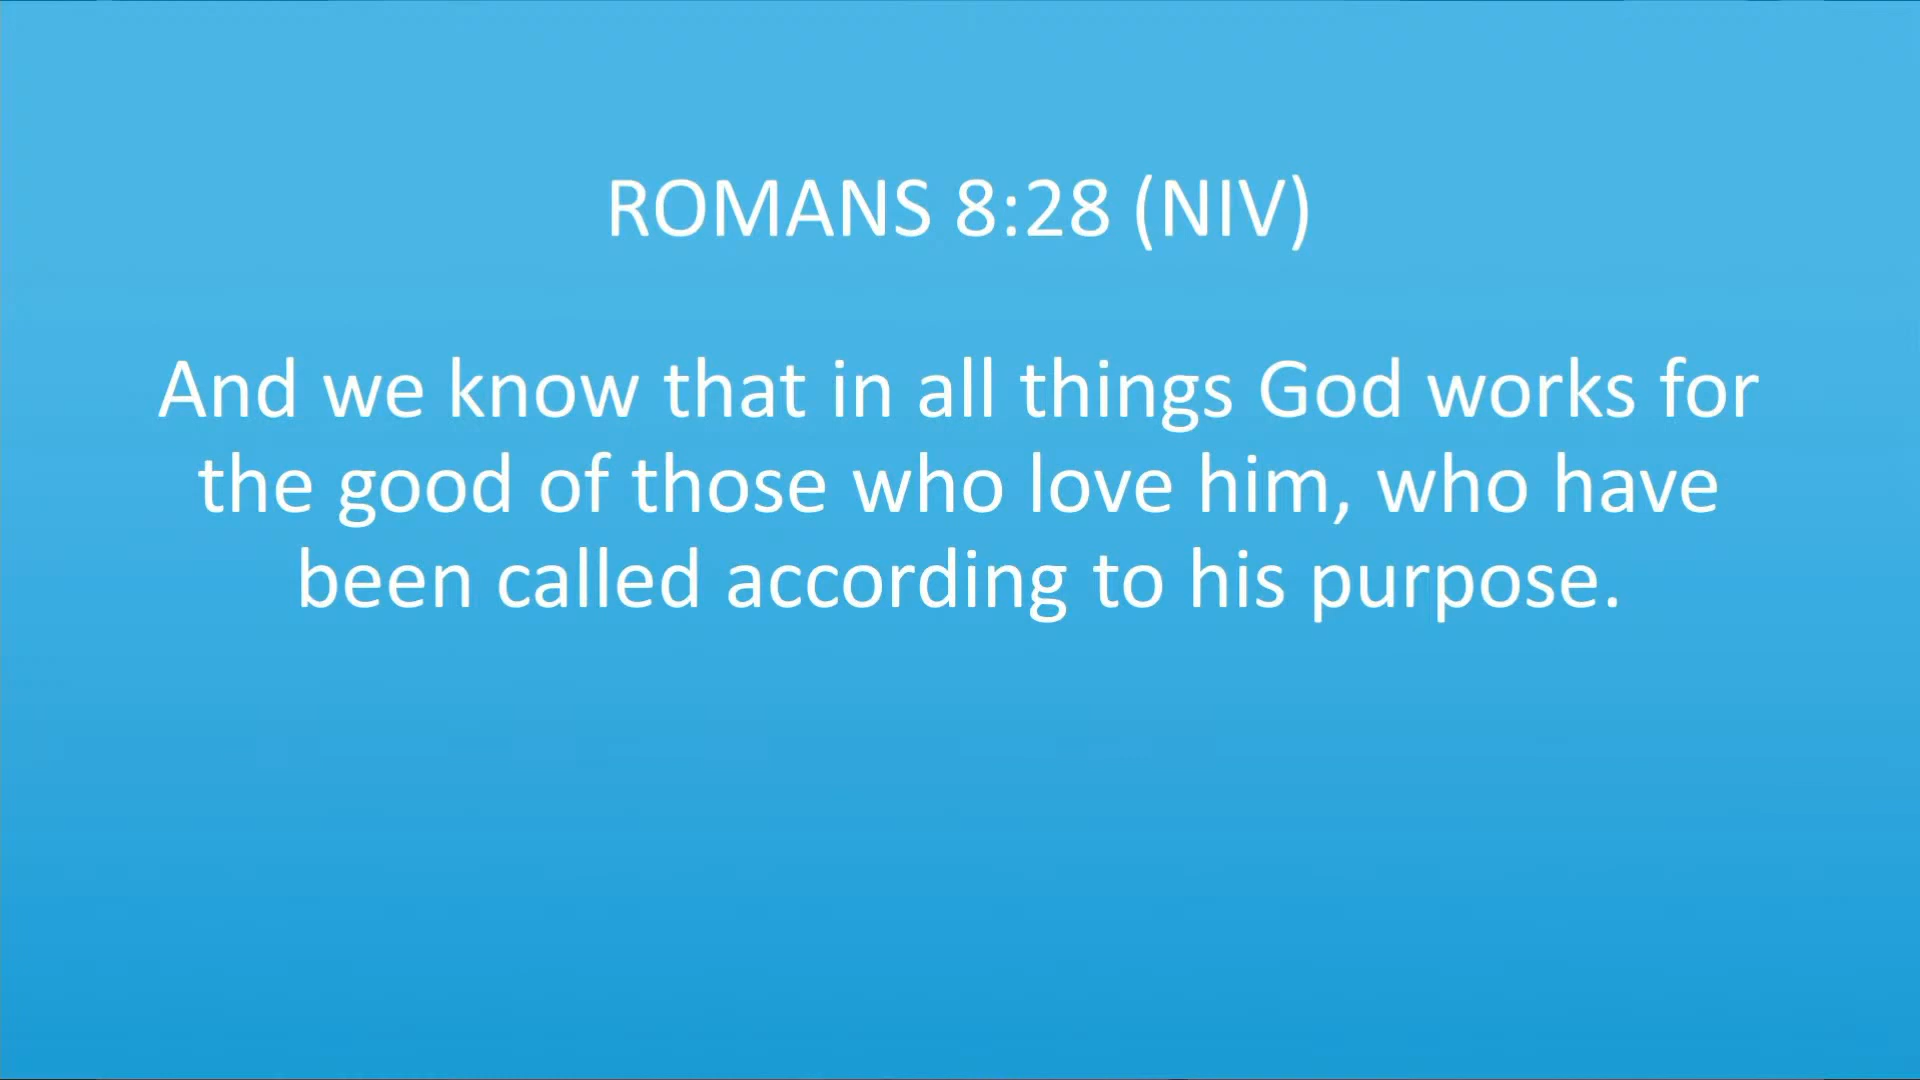 ROMANS 8:28 (NIV)
And we know that in all things God works for
the good of those who love him, who have
been called according to his purpose.